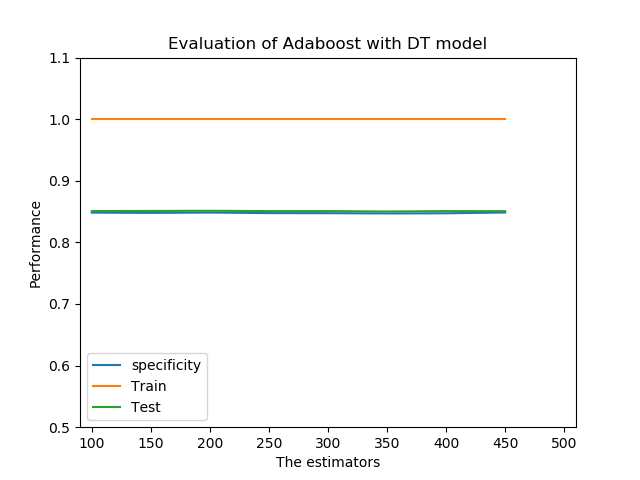 Evaluation of Adaboost with DT model
1.1
1.0
0.9
0.8
0.7
0.6
0.5
Performance
specificity
Train
Test
100 150 200 250 300 350 400 450 500
The estimators